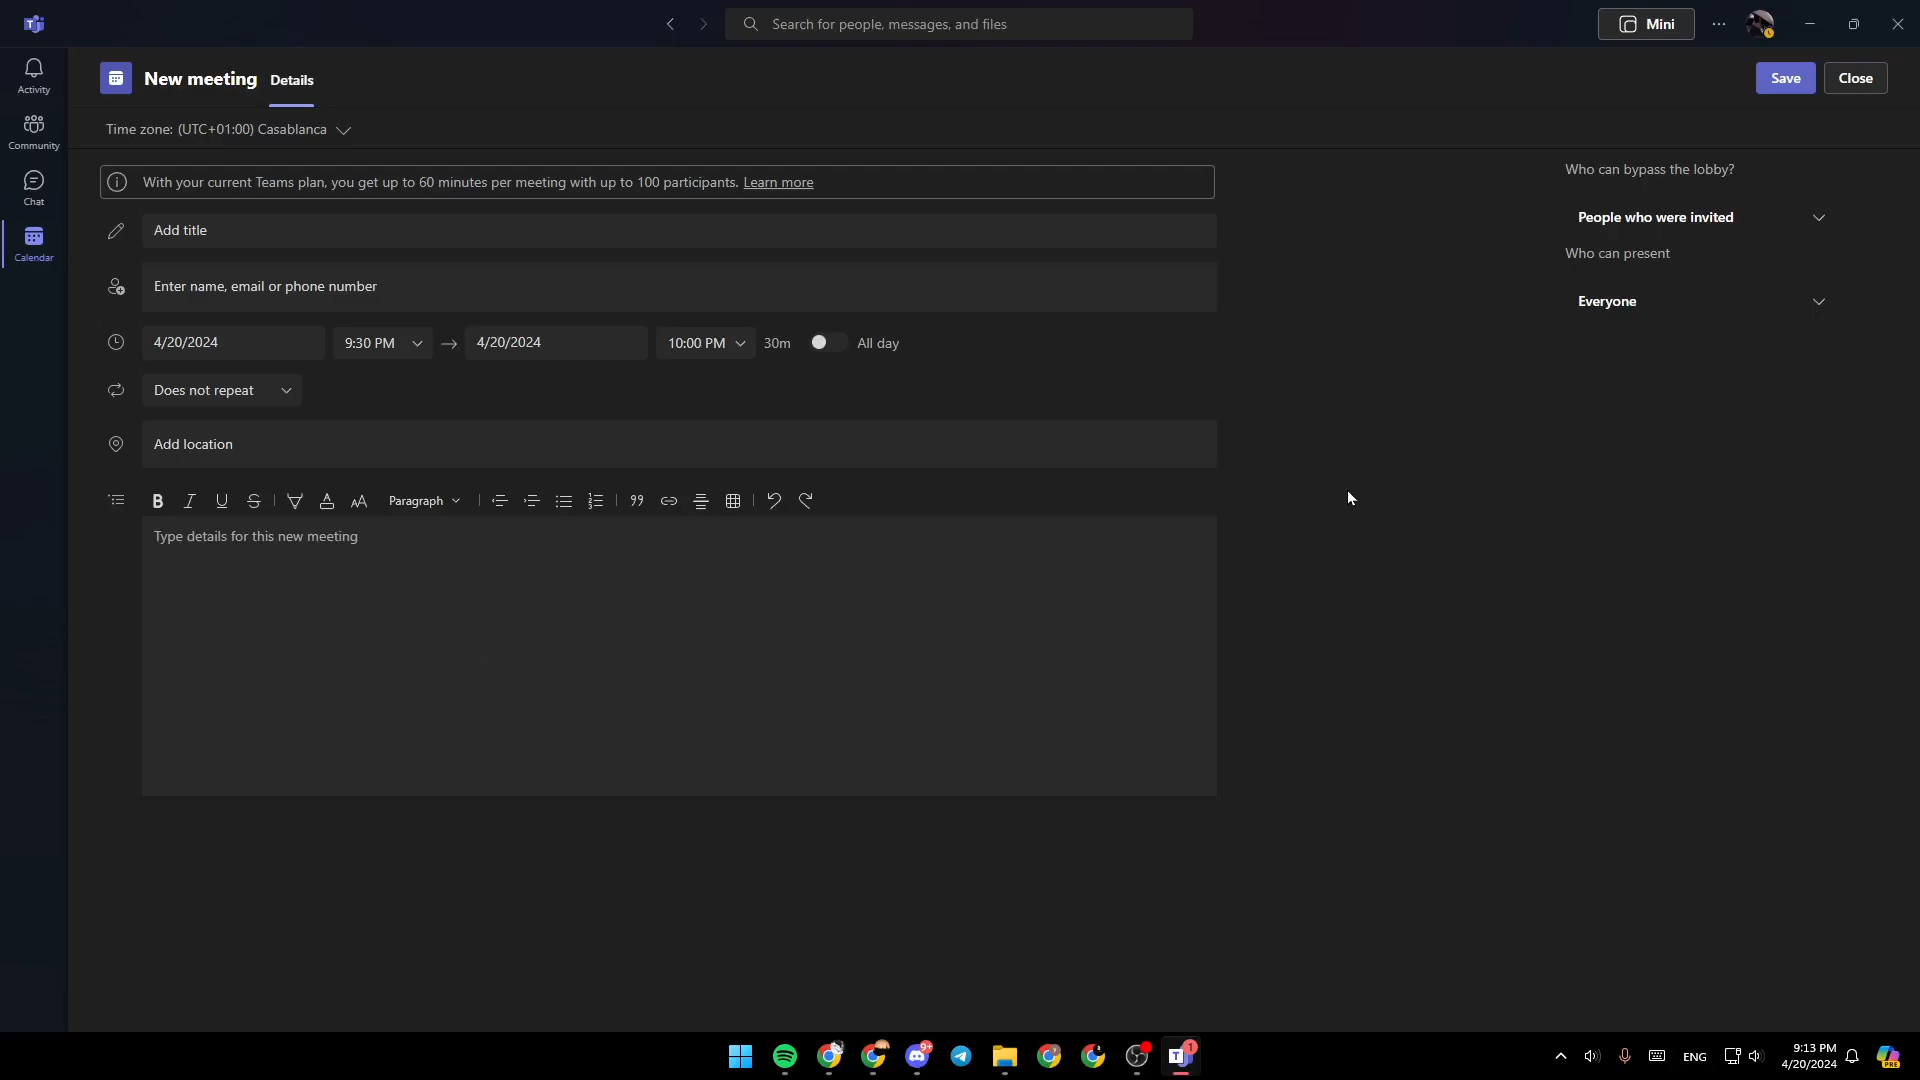 Search for people, messages, and files
Mini
New meeting Details
Save Close
Activity
Community
Chat
Calendar
Time zone: (UTC+01:00) Casablanca
With your current Teams plan, you get up to 60 minutes per meeting with up to 100 participants. Learn more
Add title
Enter name, email or phone number
4/20/2024 9:30 PM 4/20/2024 10:00 PM 30m All day
Does not repeat
Add location
Paragraph
Type details for this new meeting
Who can bypass the lobby?
People who were invited
Who can present
Everyone
9+
1
ENG
9:13 PM
4/20/2024
PRE